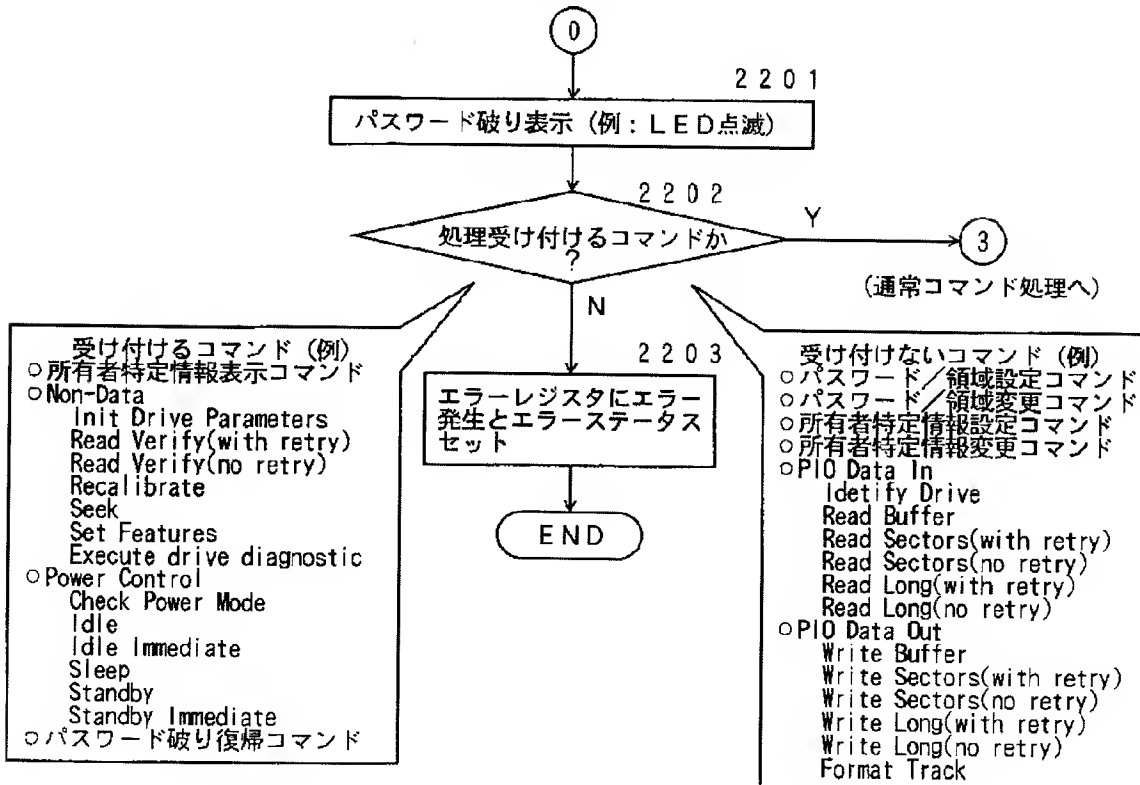 0
2201
パスワード破り表示 (例:LED点滅)
2202
処理受け付けるコマンドか
?
Y
3
(通常コマンド処理へ)
N
受け付けるコマンド (例)
○所有者特定情報表示コマンド
○Non-Data
Init Drive Parameters
Read Verify(with retry)
Read Verify(no retry)
Recalibrate
Seek
Set Features
Execute drive diagnostic
○Power Control
Check Power Mode
Idle
Idle Immediate
Sleep
Standby
Standby Immediate
○パスワード破り復帰コマンド
2203
エラーレジスタにエラー
発生とエラーステータス
セット
END
受け付けないコマンド (例)
○パスワード/領域設定コマンド
○パスワード/領域変更コマンド
○所有者特定情報設定コマンド
○所有者特定情報変更コマンド
○PIO Data In
Idetify Drive
Read Buffer
Read Sectors(with retry)
Read Sectors(no retry)
Read Long(with retry)
Read Long(no retry)
○PIO Data Out
Write Buffer
Write Sectors(with retry)
Write Sectors(no retry)
Write Long(with retry)
Write Long(no retry)
Format Track